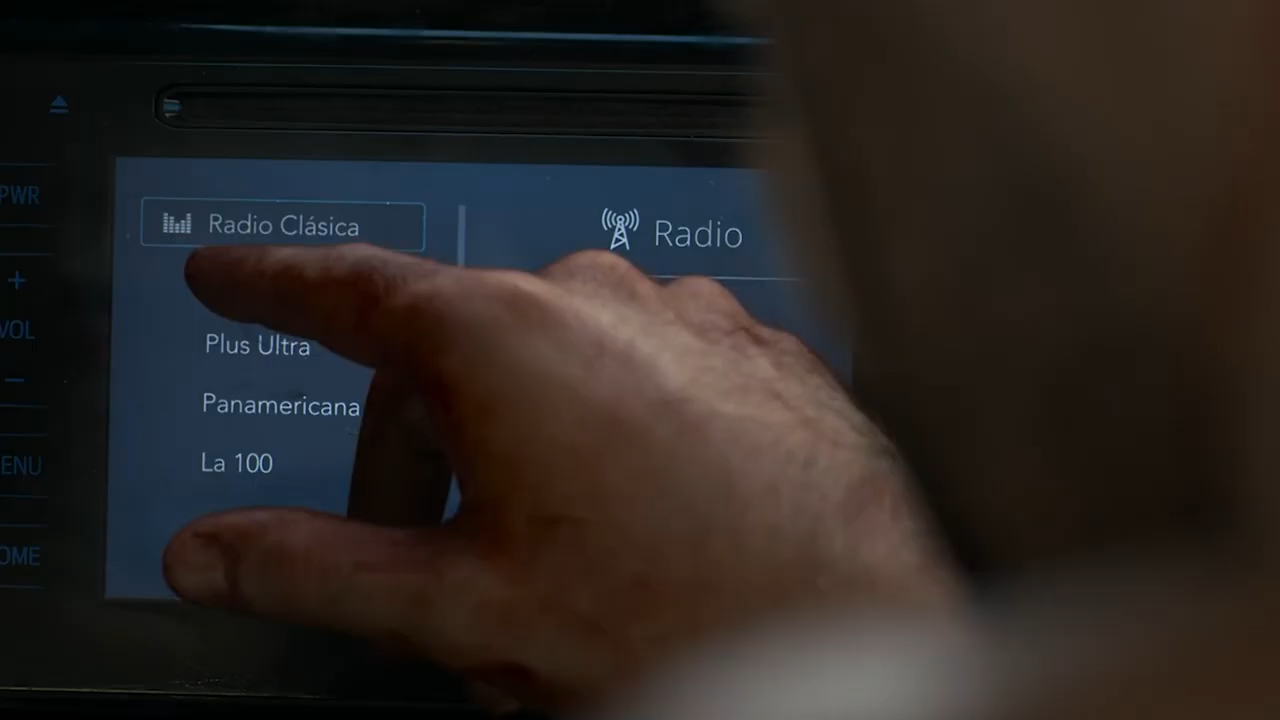 PWR
Radio Clásica
Radio
+
VOL
Plus Ultra
-
Panamericana
ENU
La 100
OME